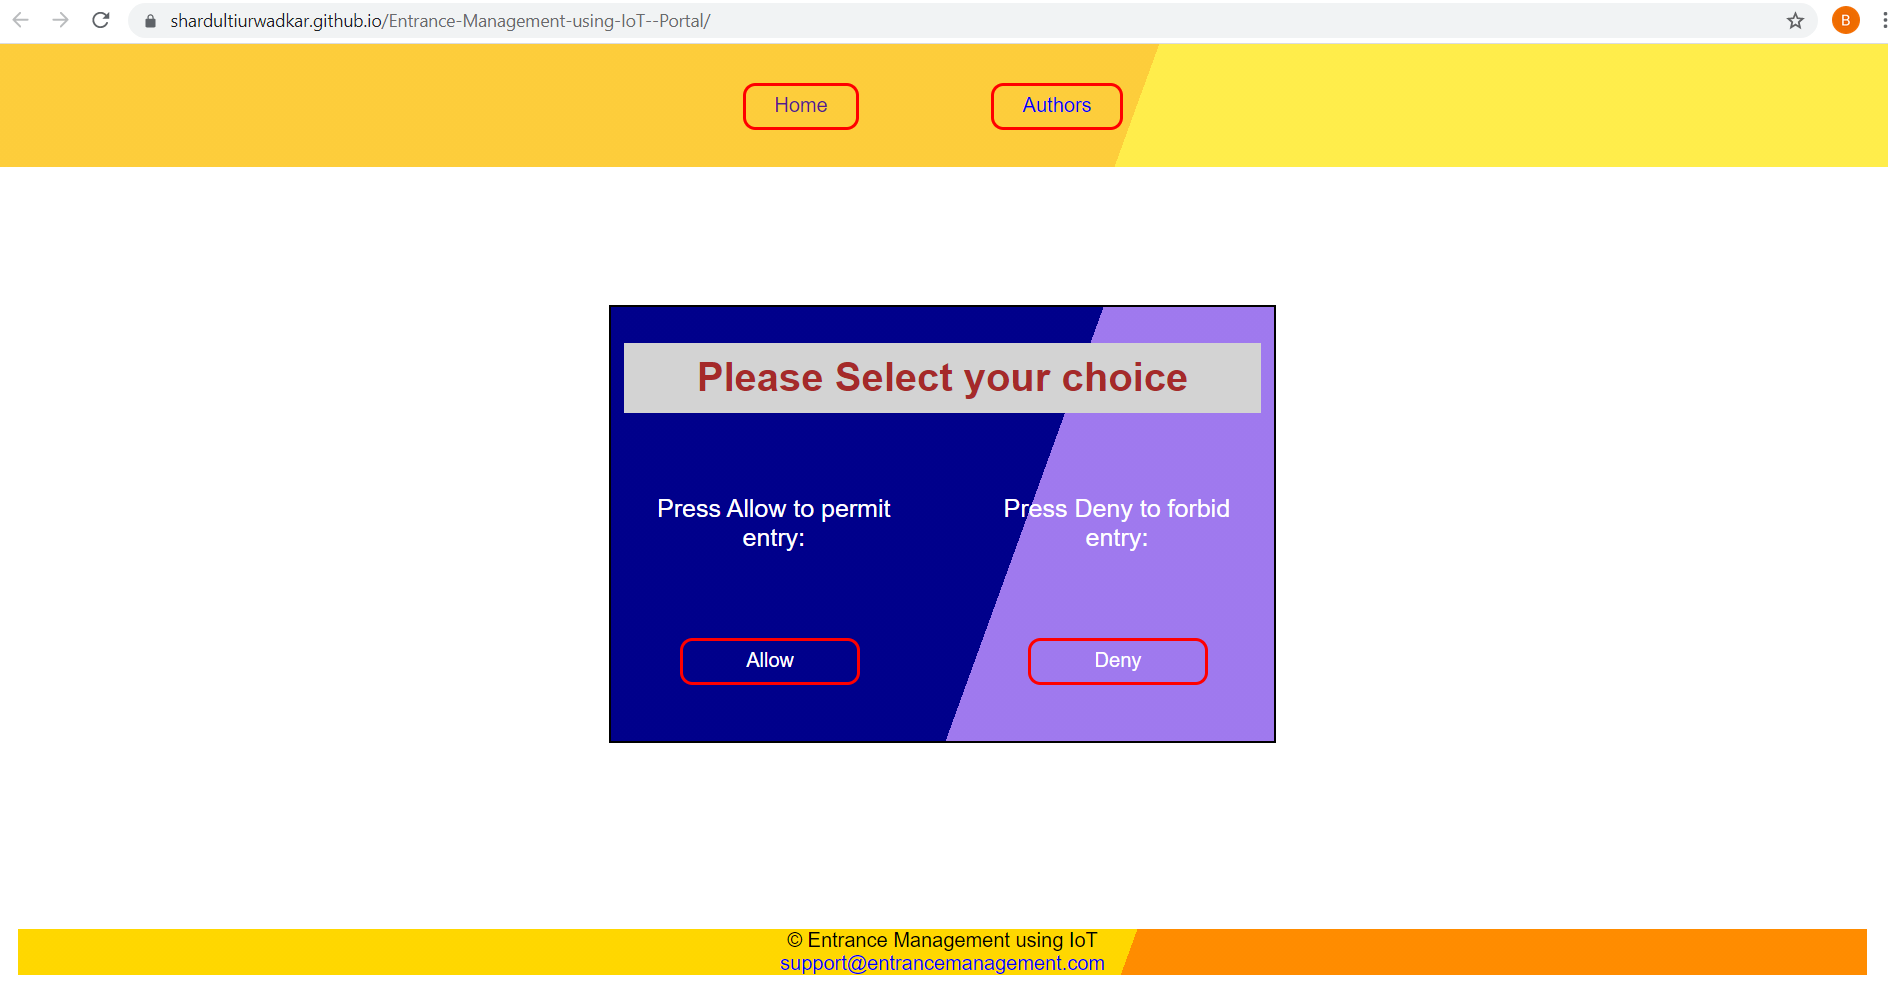 shardultiurwadkar.github.io/Entrance-Management-using-IoT--Portal/
B
Home
Authors
Please Select your choice
Press Allow to permit
entry:
Press Deny to forbid
entry:
Allow
Deny
© Entrance Management using IoT
support@entrancemanagement.com